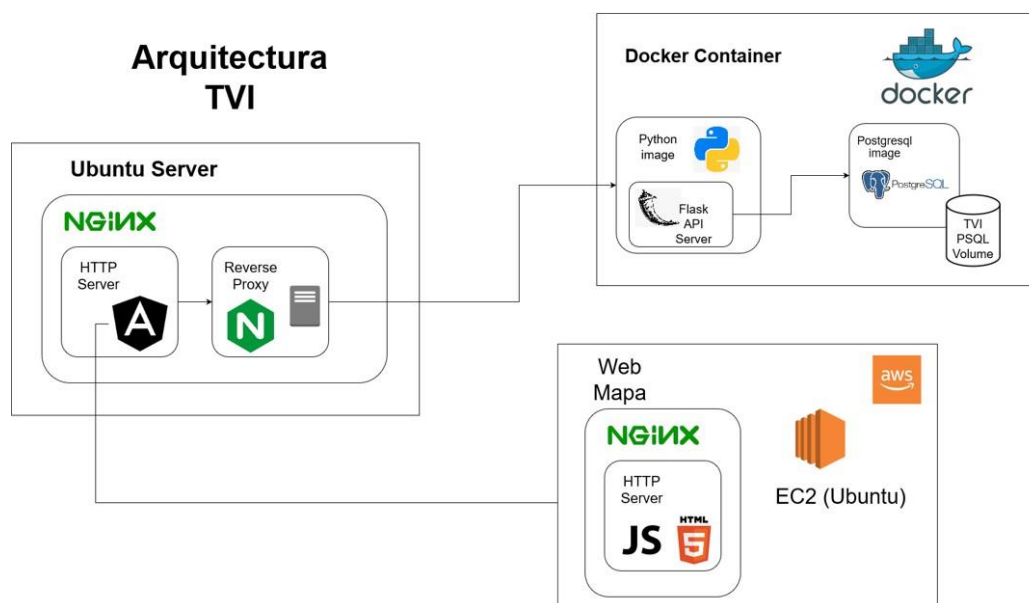 Arquitectura
TVI
Ubuntu Server
NGINX
HTTP
Server
A
Reverse
Proxy
N
Docker Container
docker
Python
image
Flask
API
Server
Postgresql
image
PostgreSQL
TVI
PSQL
Volume
Web
Mapa
NGINX
HTTP
Server
JS
HTML
5
aws
EC2 (Ubuntu)